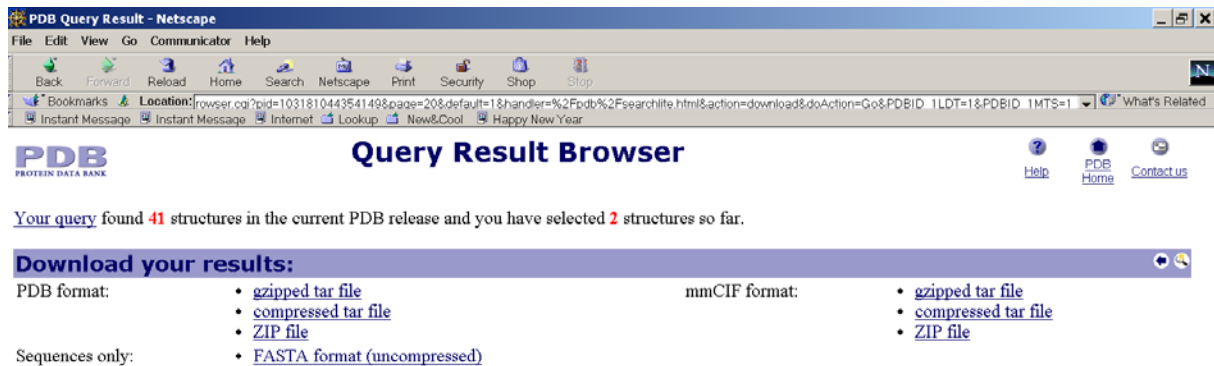 PDB Query Result - Netscape
File Edit View Go Communicator Help
Back Forward Reload Home Search Netscape Print Security Shop Stop
N
Bookmarks Location: rowser.cgi?pid=103181044354149&page=20&default=1&handler=%2Fpdb%2Fsearchlite.html&action=download&doAction=Go&PDBID_1LDT=1&PDBID_1MTS=1 What's Related
Instant Message Instant Message Internet Lookup New&Cool Happy New Year
PDB
PROTEIN DATA BANK
Query Result Browser
Help PDB Home Contact us
Your query found 41 structures in the current PDB release and you have selected 2 structures so far.
Download your results:
PDB format: • gzipped tar file mmCIF format: • gzipped tar file
• compressed tar file • compressed tar file
• ZIP file • ZIP file
Sequences only: • FASTA format (uncompressed)